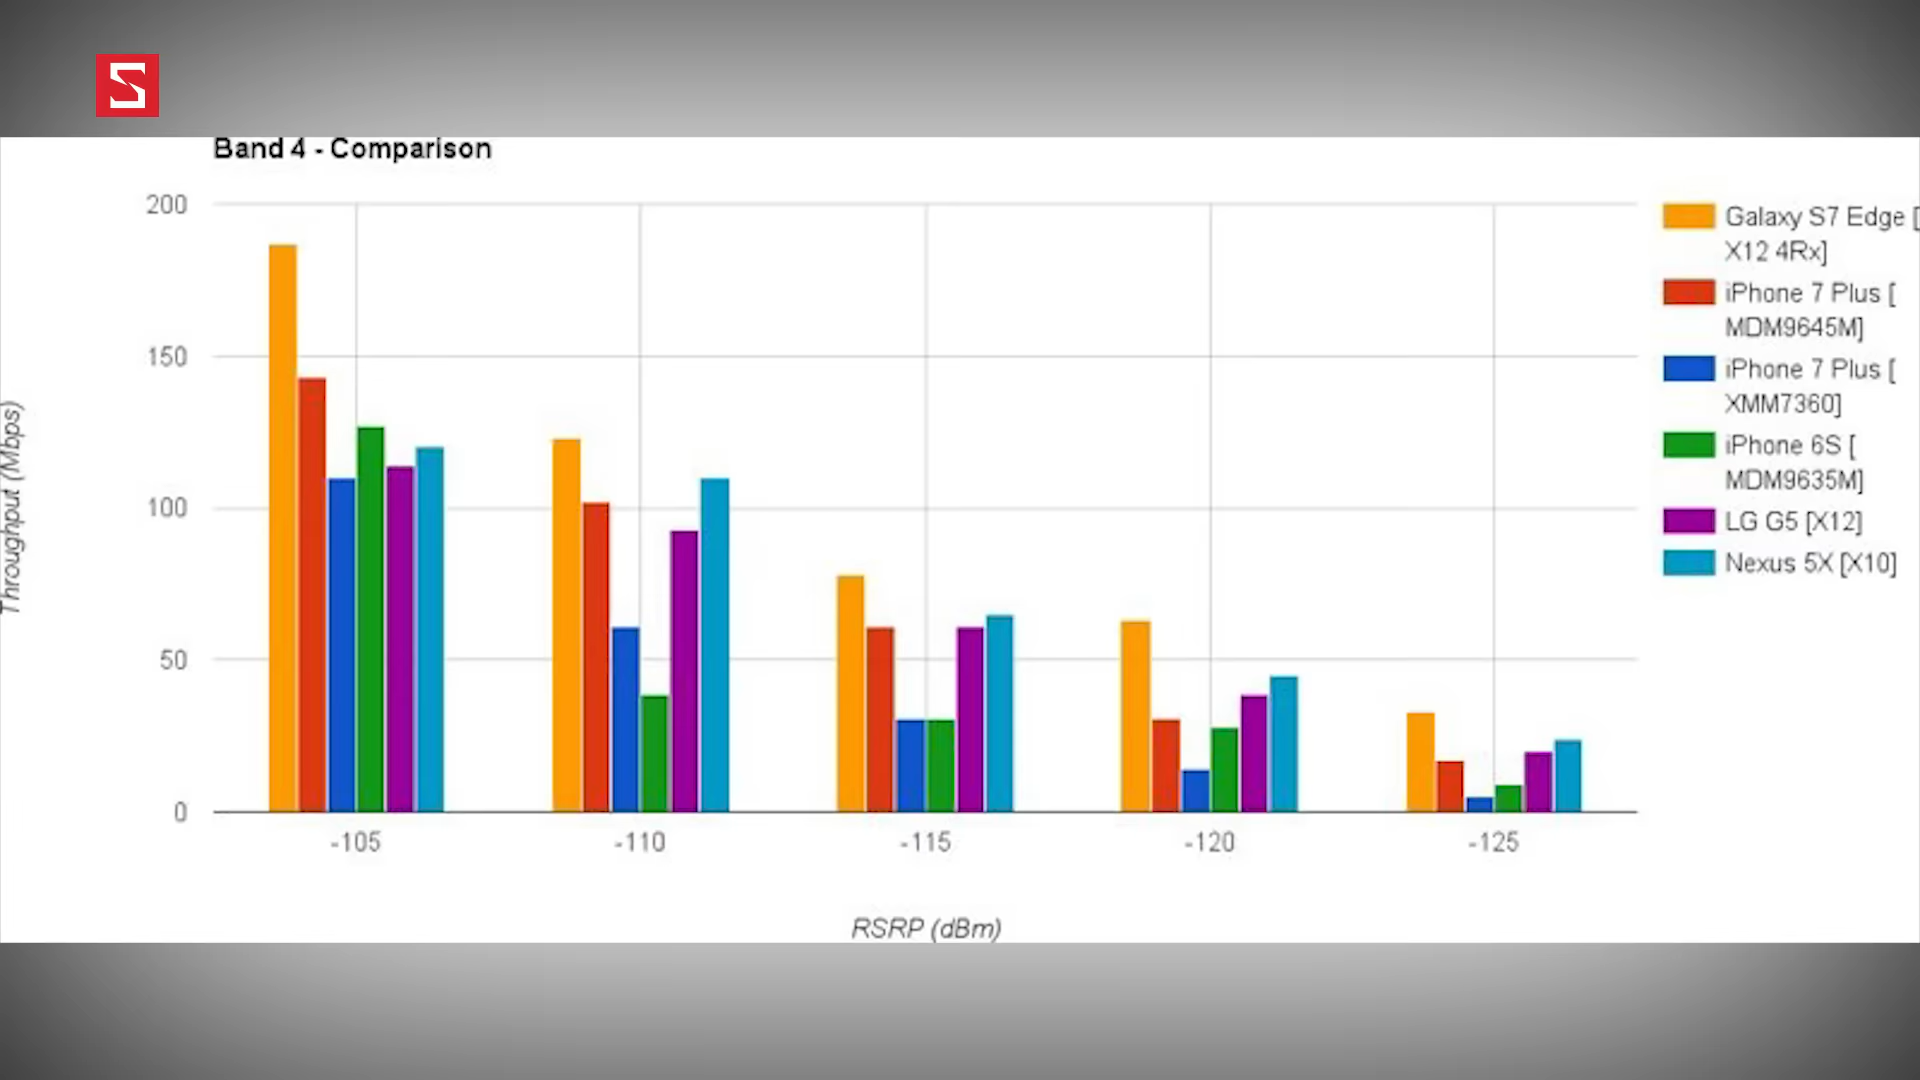 S
Band 4 - Comparison
200
150
100
50
0
Throughput (Mbps)
-105
-110
-115
-120
-125
RSRP (dBm)
Galaxy S7 Edge [
X12 4Rx]
iPhone 7 Plus [
MDM9645M]
iPhone 7 Plus [
XMM7360]
iPhone 6S [
MDM9635M]
LG G5 [X12]
Nexus 5X [X10]